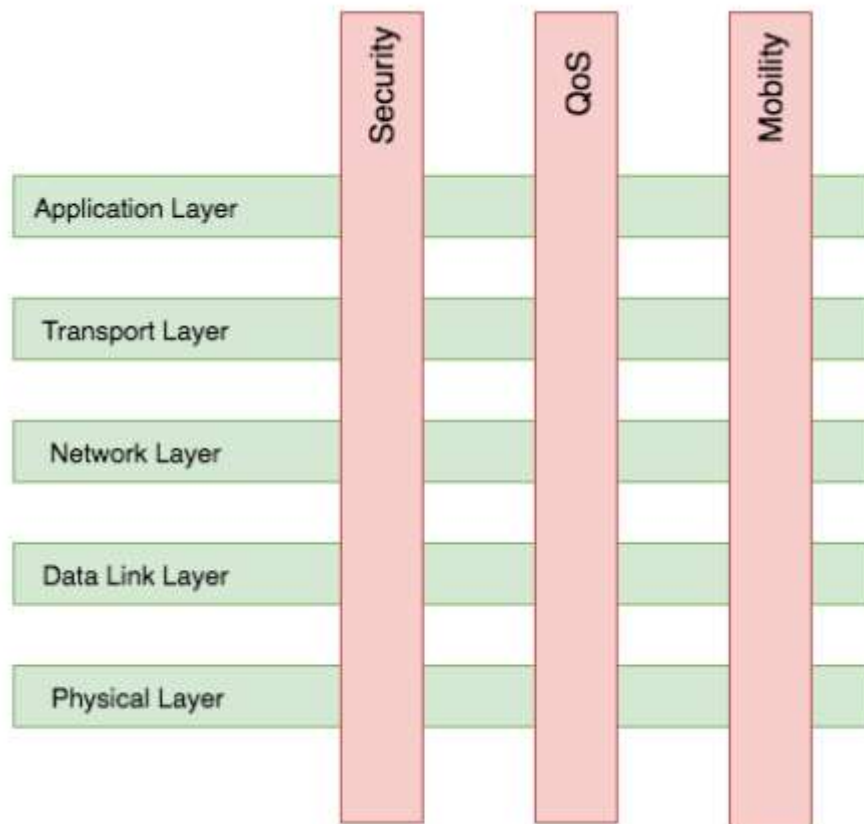 Security
QoS
Mobility
Application Layer
Transport Layer
Network Layer
Data Link Layer
Physical Layer